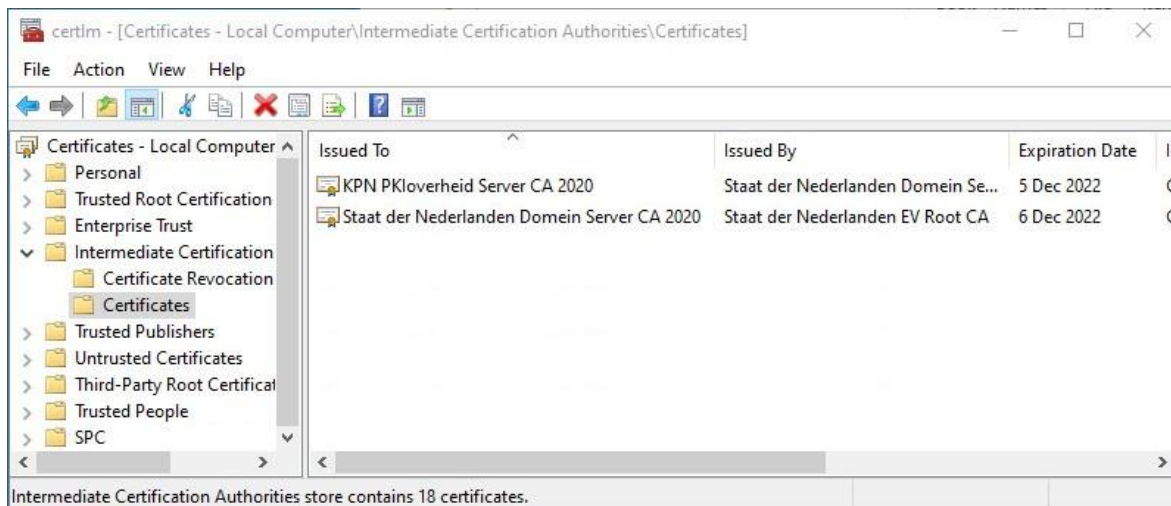 certlm - [Certificates - Local Computer\Intermediate Certification Authorities\Certificates]
File Action View Help
Certificates - Local Computer
Personal
Trusted Root Certification
Enterprise Trust
Intermediate Certification
Certificate Revocation
Certificates
Trusted Publishers
Untrusted Certificates
Third-Party Root Certificat
Trusted People
SPC
Issued To Issued By Expiration Date
KPN PKIoverheid Server CA 2020 Staat der Nederlanden Domein Se... 5 Dec 2022
Staat der Nederlanden Domein Server CA 2020 Staat der Nederlanden EV Root CA 6 Dec 2022
Intermediate Certification Authorities store contains 18 certificates.